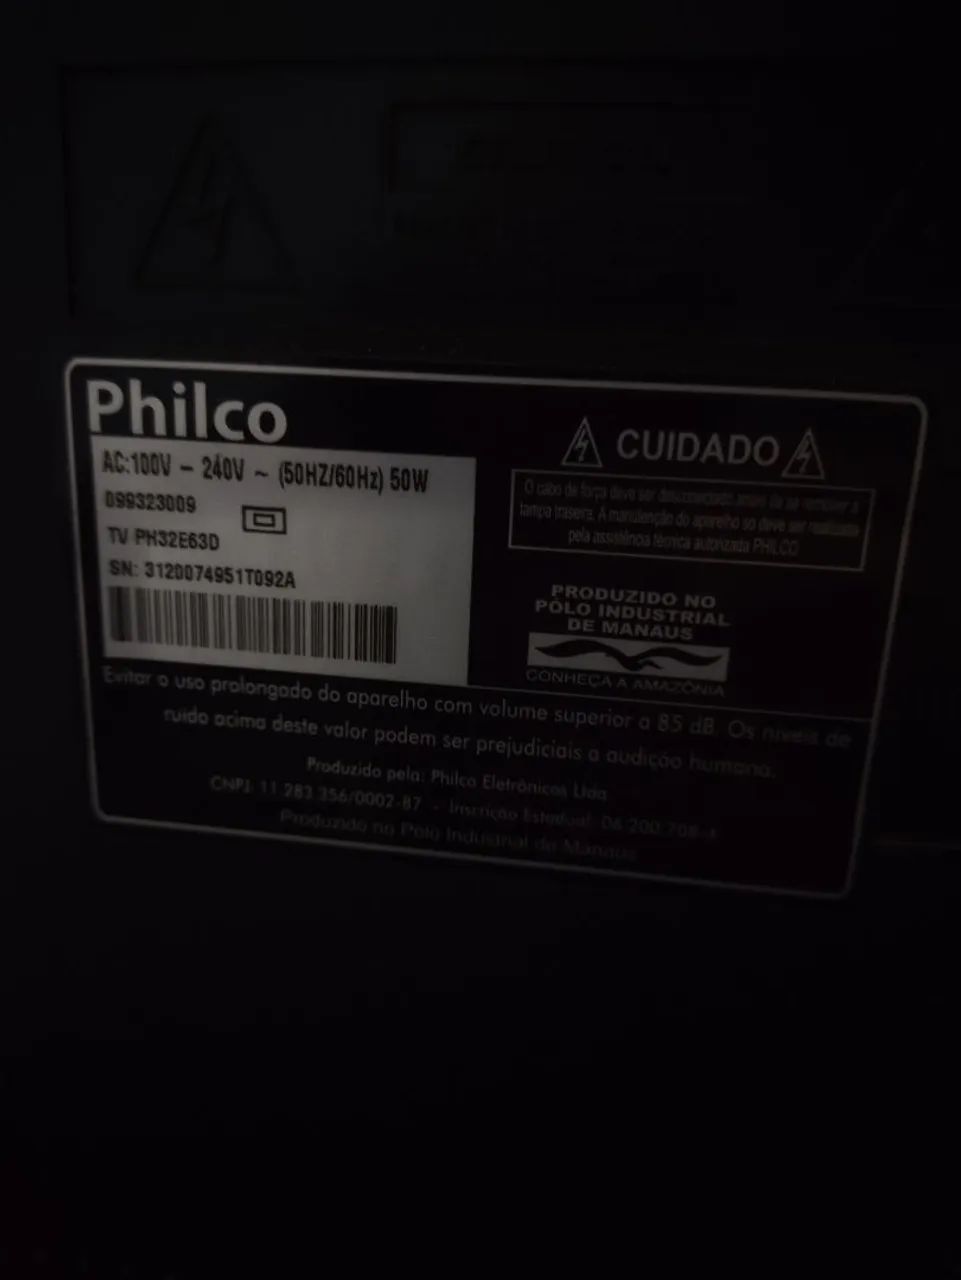 Philco
AC:100V - 240V ~ (50HZ/60Hz) 50W
099323009
TV PH32E63D
SN: 3120074951T092A
CUIDADO
O cabo de força deve ser desconectado antes de se remover a
tampa traseira. A manutenção do aparelho só deve ser realizada
pela assistência técnica autorizada PHILCO
PRODUZIDO NO
PÓLO INDUSTRIAL
DE MANAUS
CONHEÇA A AMAZÔNIA
Evitar o uso prolongado do aparelho com volume superior a 85 dB. Os níveis de
ruído acima deste valor podem ser prejudiciais a audição humana.
Produzido pela: Philco Eletrônicos Ltda
CNPJ: 11.283.356/0002-87 - Inscrição Estadual: 06.200.708-
Produzido no Polo Industrial de Manaus